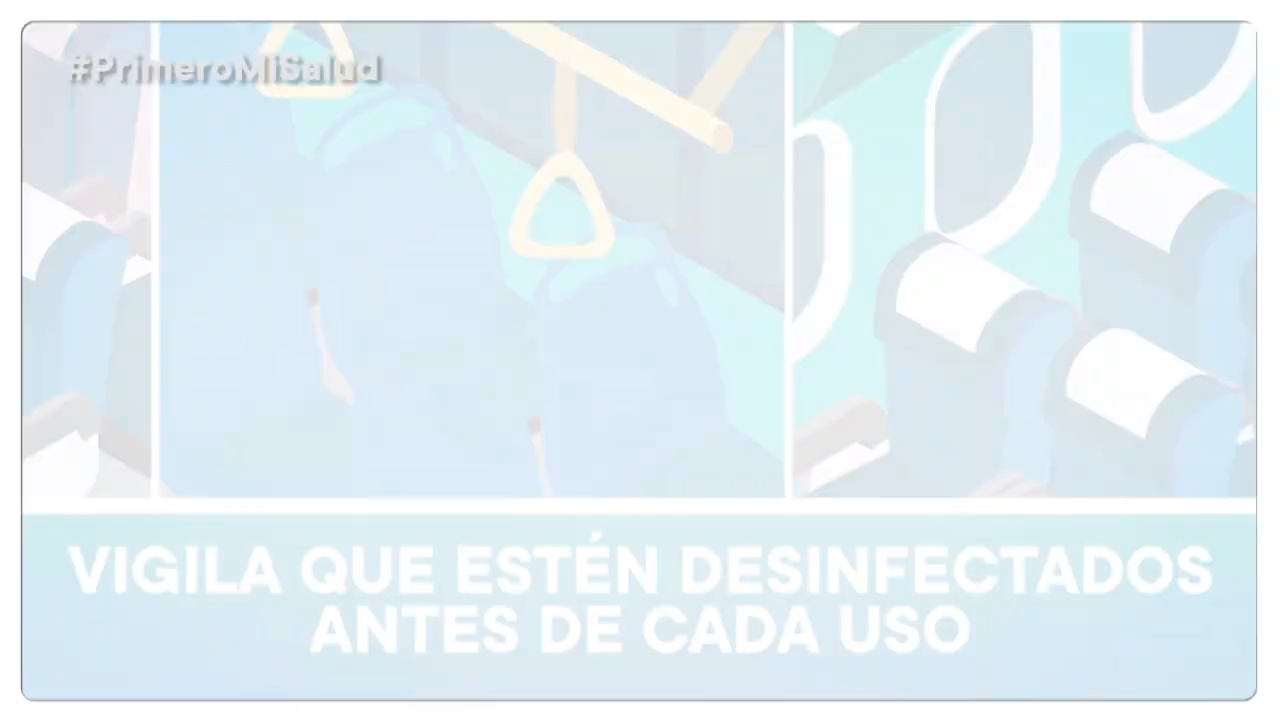 #PrimeroMiSalud
VIGILA QUE ESTÉN DESINFECTADOS
ANTES DE CADA USO